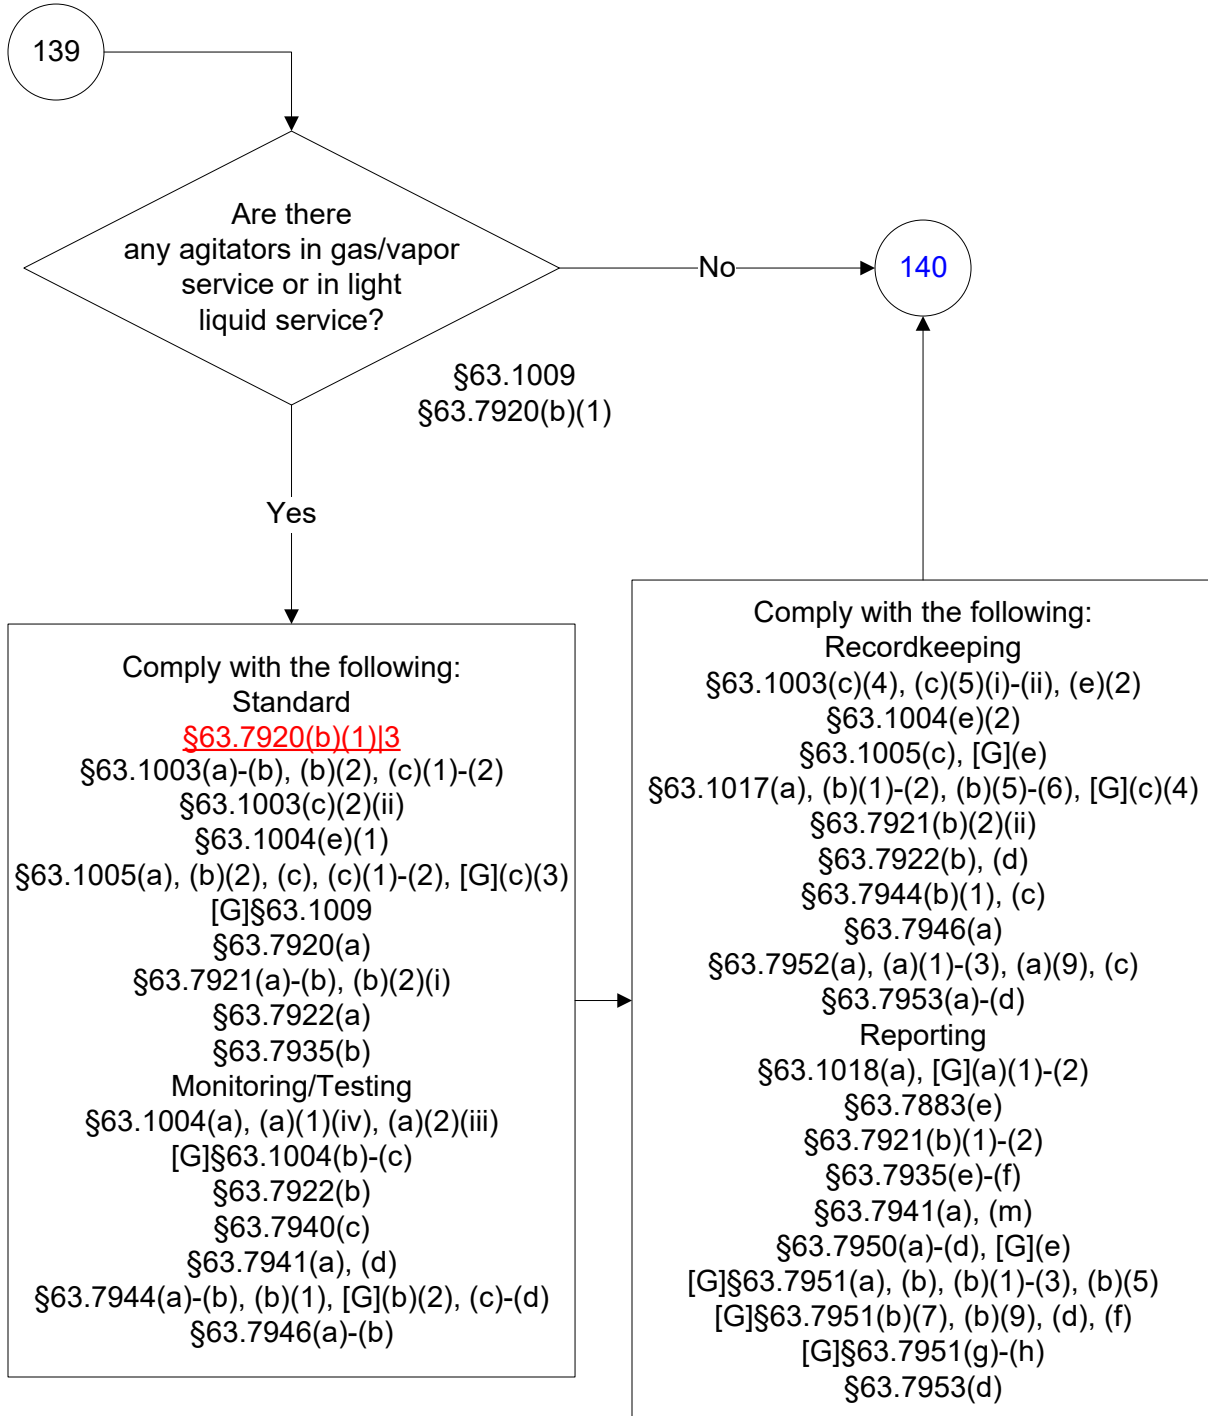 139
Are there
any agitators in gas/vapor
service or in light
liquid service?
No
140
§63.1009
§63.7920(b)(1)
Yes
Comply with the following:
Standard
§63.7920(b)(1)|3
§63.1003(a)-(b), (b)(2), (c)(1)-(2)
§63.1003(c)(2)(ii)
§63.1004(e)(1)
§63.1005(a), (b)(2), (c), (c)(1)-(2), [G](c)(3)
[G]§63.1009
§63.7920(a)
§63.7921(a)-(b), (b)(2)(i)
§63.7922(a)
§63.7935(b)
Monitoring/Testing
§63.1004(a), (a)(1)(iv), (a)(2)(iii)
[G]§63.1004(b)-(c)
§63.7922(b)
§63.7940(c)
§63.7941(a), (d)
§63.7944(a)-(b), (b)(1), [G](b)(2), (c)-(d)
§63.7946(a)-(b)
Comply with the following:
Recordkeeping
§63.1003(c)(4), (c)(5)(i)-(ii), (e)(2)
§63.1004(e)(2)
§63.1005(c), [G](e)
§63.1017(a), (b)(1)-(2), (b)(5)-(6), [G](c)(4)
§63.7921(b)(2)(ii)
§63.7922(b), (d)
§63.7944(b)(1), (c)
§63.7946(a)
§63.7952(a), (a)(1)-(3), (a)(9), (c)
§63.7953(a)-(d)
Reporting
§63.1018(a), [G](a)(1)-(2)
§63.7883(e)
§63.7921(b)(1)-(2)
§63.7935(e)-(f)
§63.7941(a), (m)
§63.7950(a)-(d), [G](e)
[G]§63.7951(a), (b), (b)(1)-(3), (b)(5)
[G]§63.7951(b)(7), (b)(9), (d), (f)
[G]§63.7951(g)-(h)
§63.7953(d)